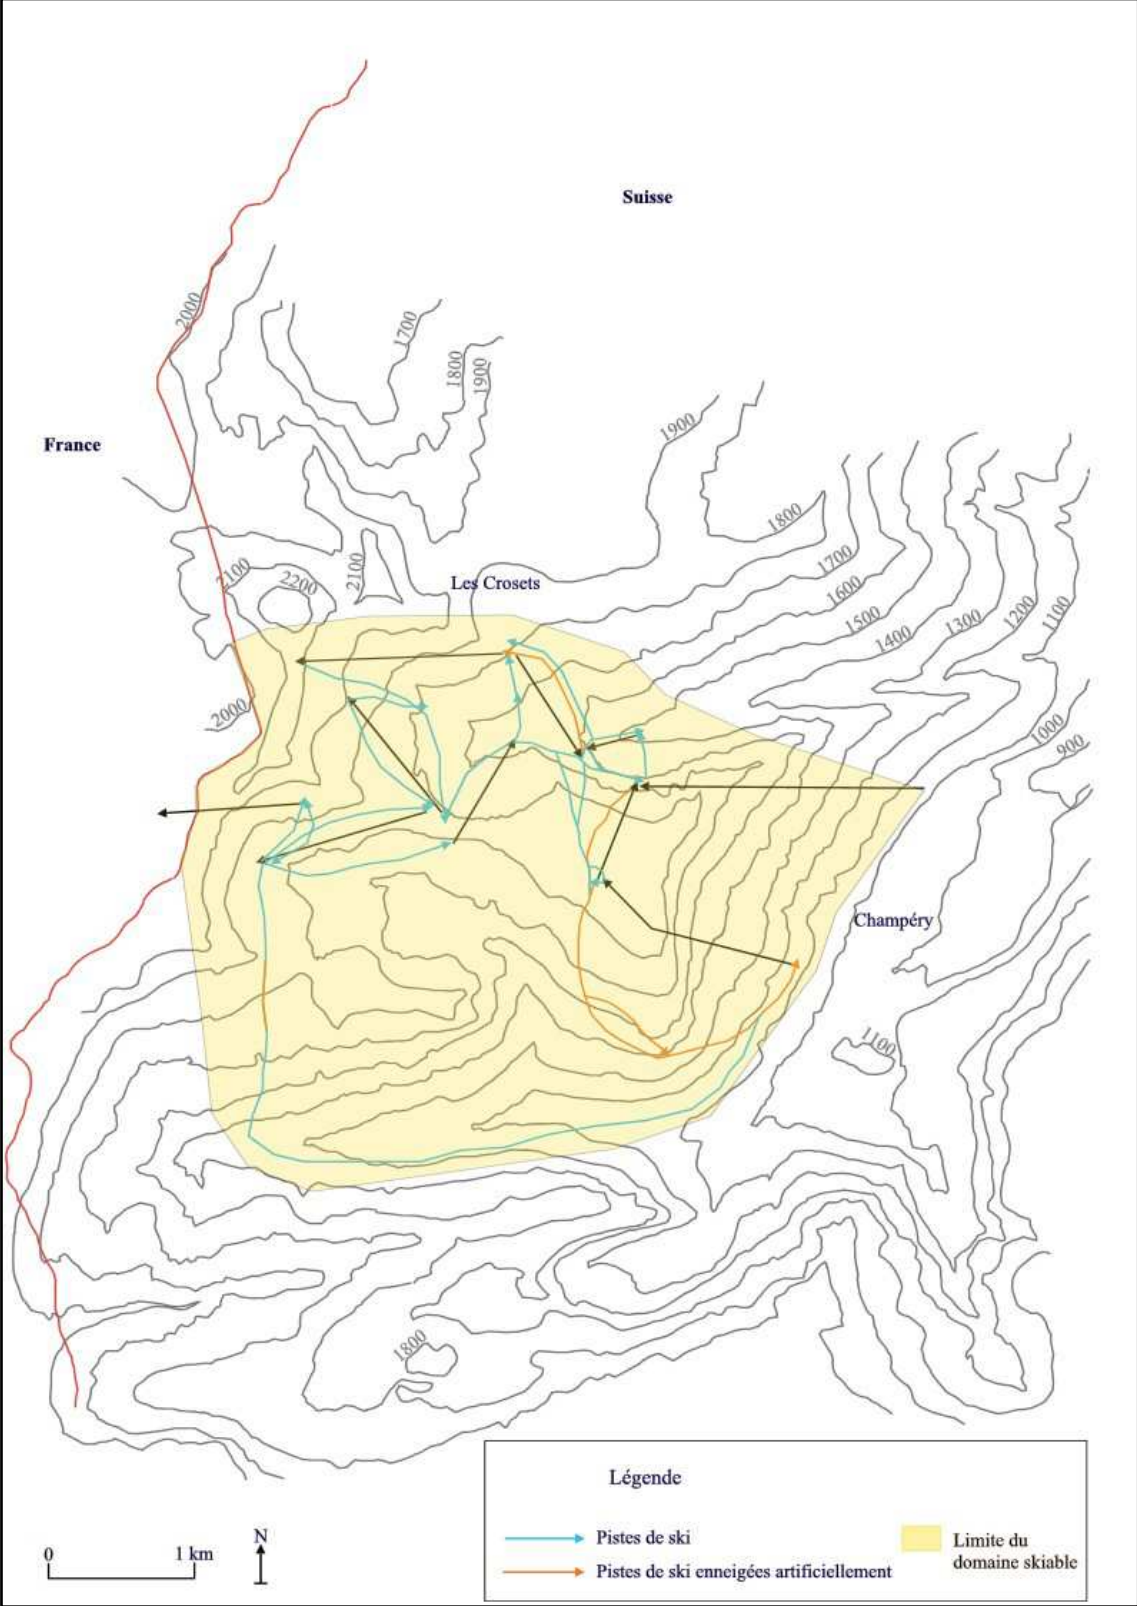 Suisse
2000
1700
1800
1900
France
1900
1800
1700
1600
1500
1400
1300
1200
1100
2100
2200
2100
Les Crosets
2000
1000
900
Champéry
1100
1800
Légende
Pistes de ski
Pistes de ski enneigées artificiellement
Limite du
domaine skiable
0
1 km
N